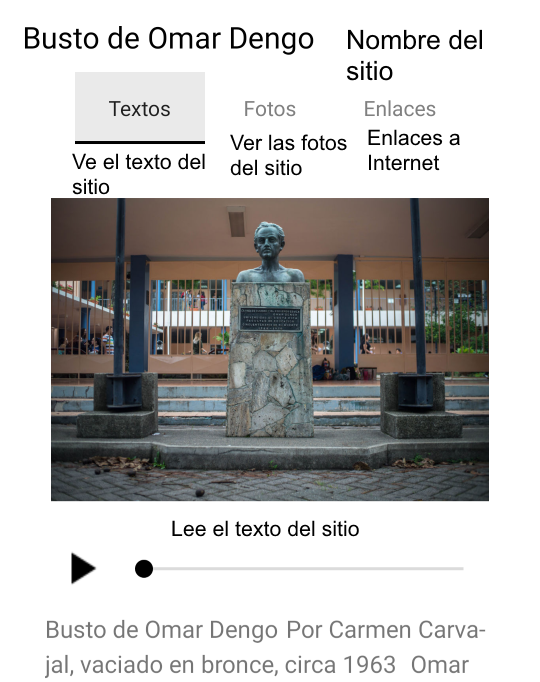 Busto de Omar Dengo
Nombre del
sitio
Textos
Fotos
Enlaces
Ve el texto del
sitio
Ver las fotos
del sitio
Enlaces a
Internet
Lee el texto del sitio
Busto de Omar Dengo Por Carmen Carva-
jal, vaciado en bronce, circa 1963 Omar